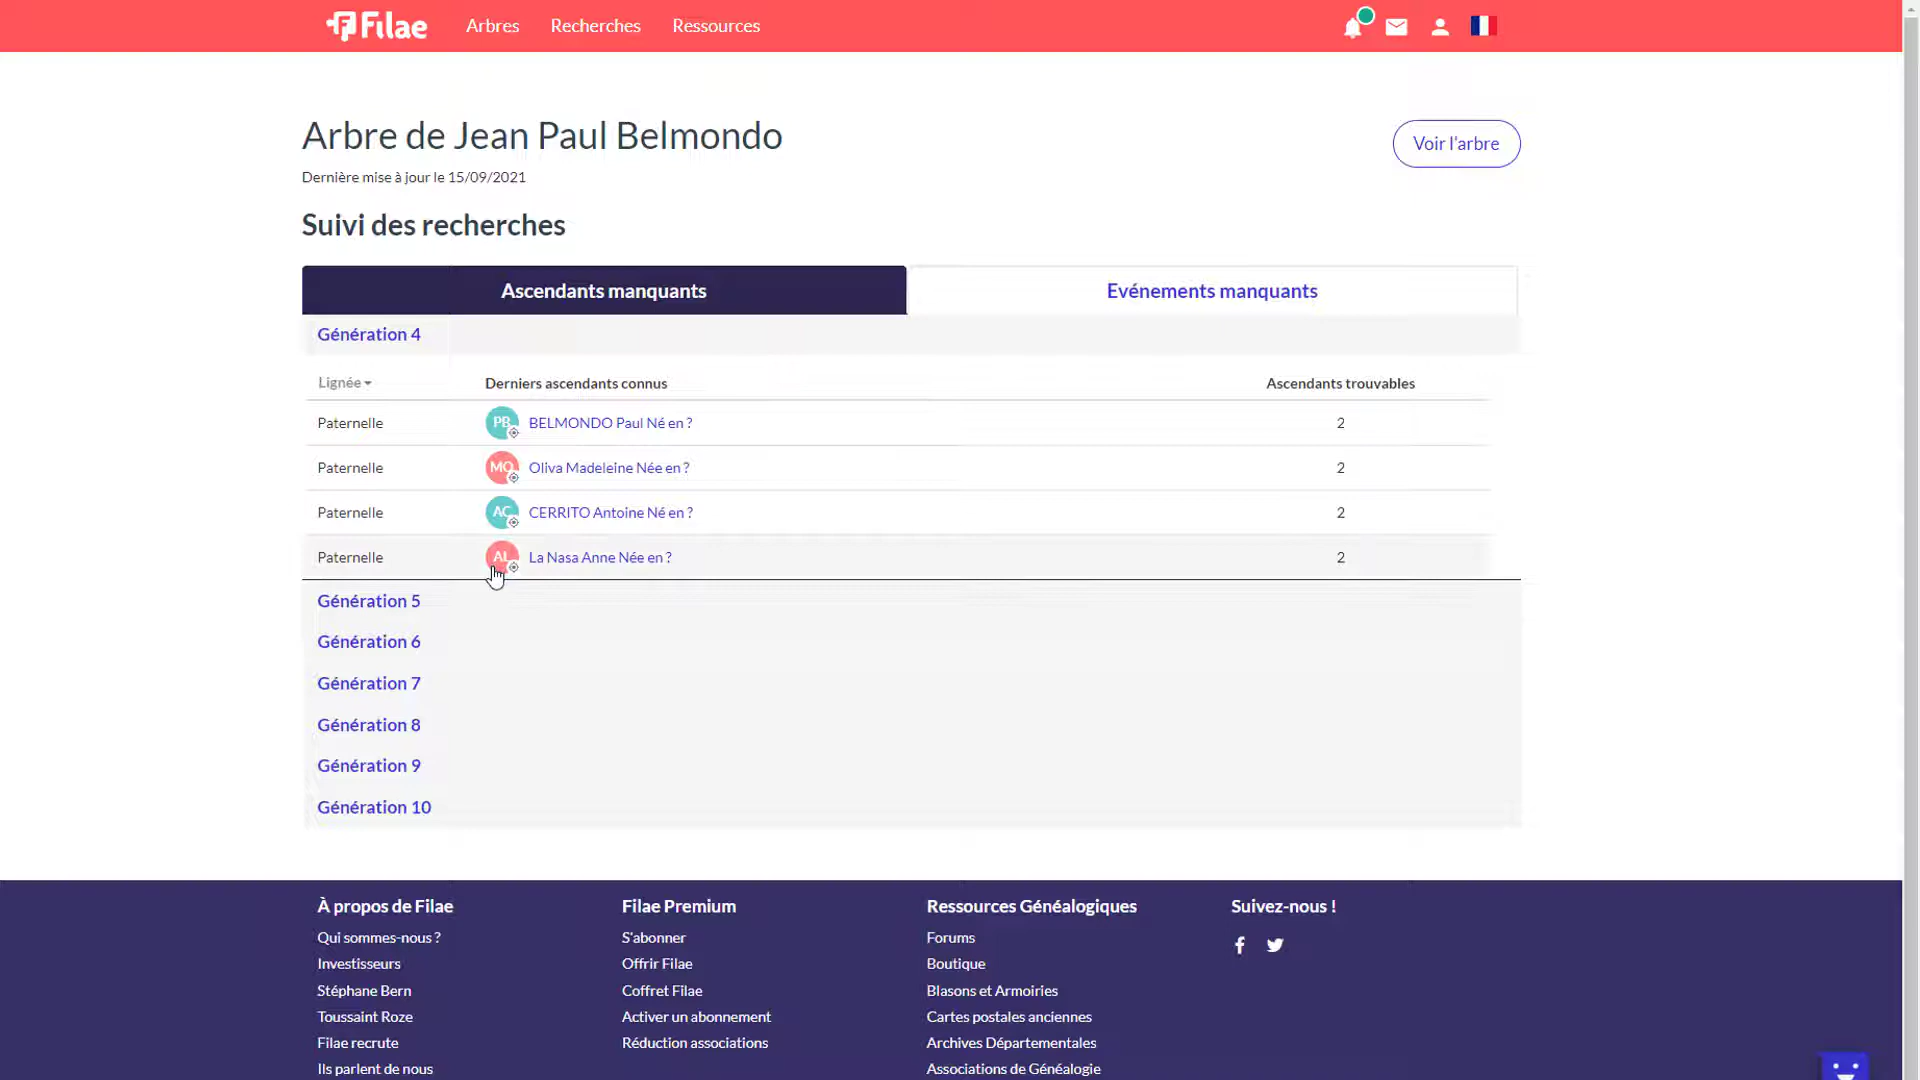 Filae Arbres Recherches Ressources
Arbre de Jean Paul Belmondo
Voir l'arbre
Dernière mise à jour le 15/09/2021
Suivi des recherches
Ascendants manquants Evénements manquants
Génération 4
Lignée Derniers ascendants connus Ascendants trouvables
Paternelle PB BELMONDO Paul Né en ? 2
Paternelle MO Oliva Madeleine Née en ? 2
Paternelle AC CERRITO Antoine Né en ? 2
Paternelle AL La Nasa Anne Née en ? 2
Génération 5
Génération 6
Génération 7
Génération 8
Génération 9
Génération 10
À propos de Filae Filae Premium Ressources Généalogiques Suivez-nous !
Qui sommes-nous ? S'abonner Forums
Investisseurs Offrir Filae Boutique
Stéphane Bern Coffret Filae Blasons et Armoiries
Toussaint Roze Activer un abonnement Cartes postales anciennes
Filae recrute Réduction associations Archives Départementales
Ils parlent de nous Associations de Généalogie